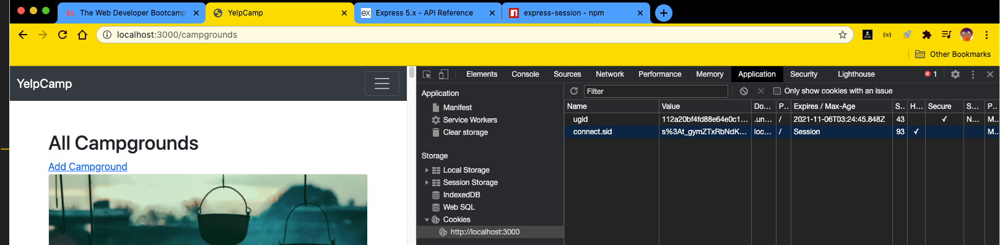 The Web Developer Bootcamp
YelpCamp
Express 5.x - API Reference
express-session - npm
localhost:3000/campgrounds
Other Bookmarks
YelpCamp
All Campgrounds
Add Campground
Elements Console Sources Network Performance Memory Application Security Lighthouse 1
Application
Manifest
Service Workers
Clear storage
Storage
Local Storage
Session Storage
IndexedDB
Web SQL
Cookies
http://localhost:3000
Filter
Only show cookies with an issue
Name Value Do... P.. Expires / Max-Age S.. H... Secure S... P..
ugid 112a20bf4fd88e64e0c1... .un... / 2021-11-06T03:24:45.848Z 43 ✓ N... M..
connect.sid s%3At_gymZTxRbNdK... loc... / Session 93 ✓ M..